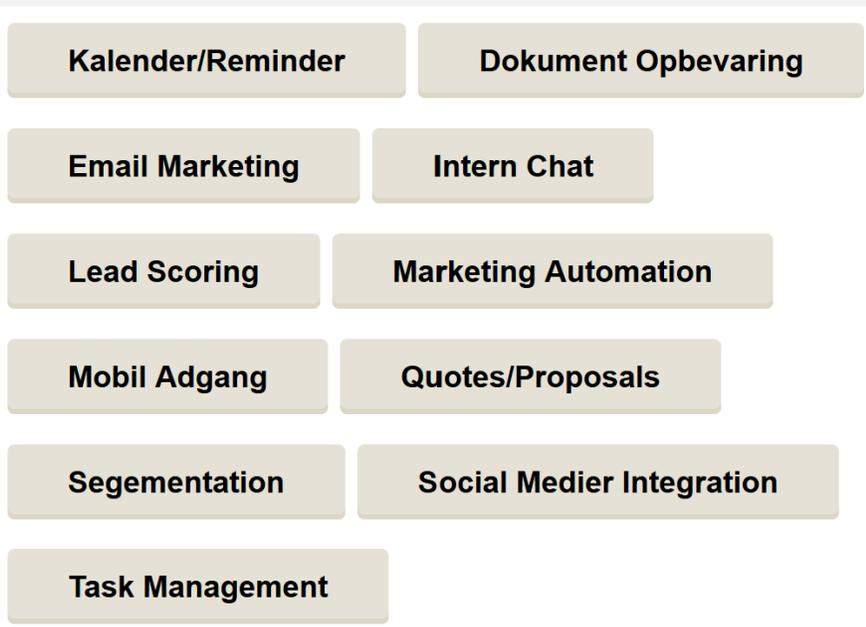 Kalender/Reminder Dokument Opbevaring
Email Marketing Intern Chat
Lead Scoring Marketing Automation
Mobil Adgang Quotes/Proposals
Segementation Social Medier Integration
Task Management